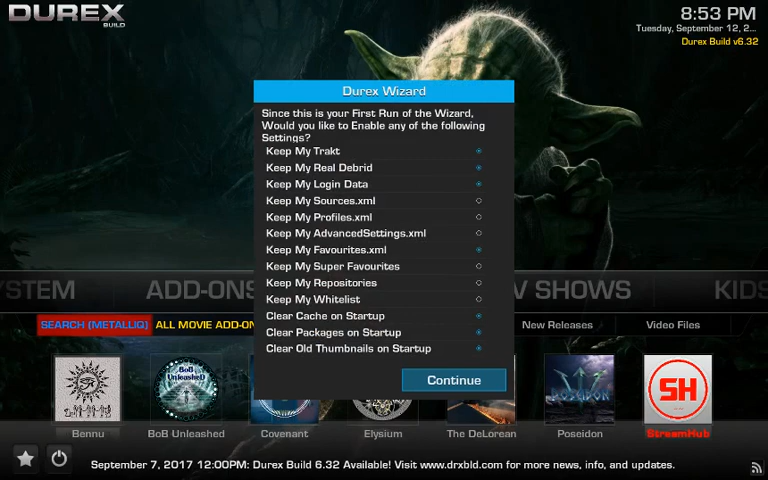 DUREX
BUILD
8:53 PM
Tuesday, September 12, 2...
Durex Build v6.32
Durex Wizard
Since this is your First Run of the Wizard,
Would you like to Enable any of the following
Settings?
Keep My Trakt
Keep My Real Debrid
Keep My Login Data
Keep My Sources.xml
Keep My Profiles.xml
Keep My AdvancedSettings.xml
Keep My Favourites.xml
Keep My Super Favourites
Keep My Repositories
Keep My Whitelist
Clear Cache on Startup
Clear Packages on Startup
Clear Old Thumbnails on Startup
Continue
YSTEM ADD-ONS V SHOWS KIDS
SEARCH (METALLIQ) ALL MOVIE ADD-ON New Releases Video Files
BoB
Unleashed
POSEIDON
SH
Bennu BoB Unleashed Covenant Elysium The DeLorean Poseidon StreamHub
September 7, 2017 12:00PM: Durex Build 6.32 Available! Visit www.drxbld.com for more news, info, and updates.